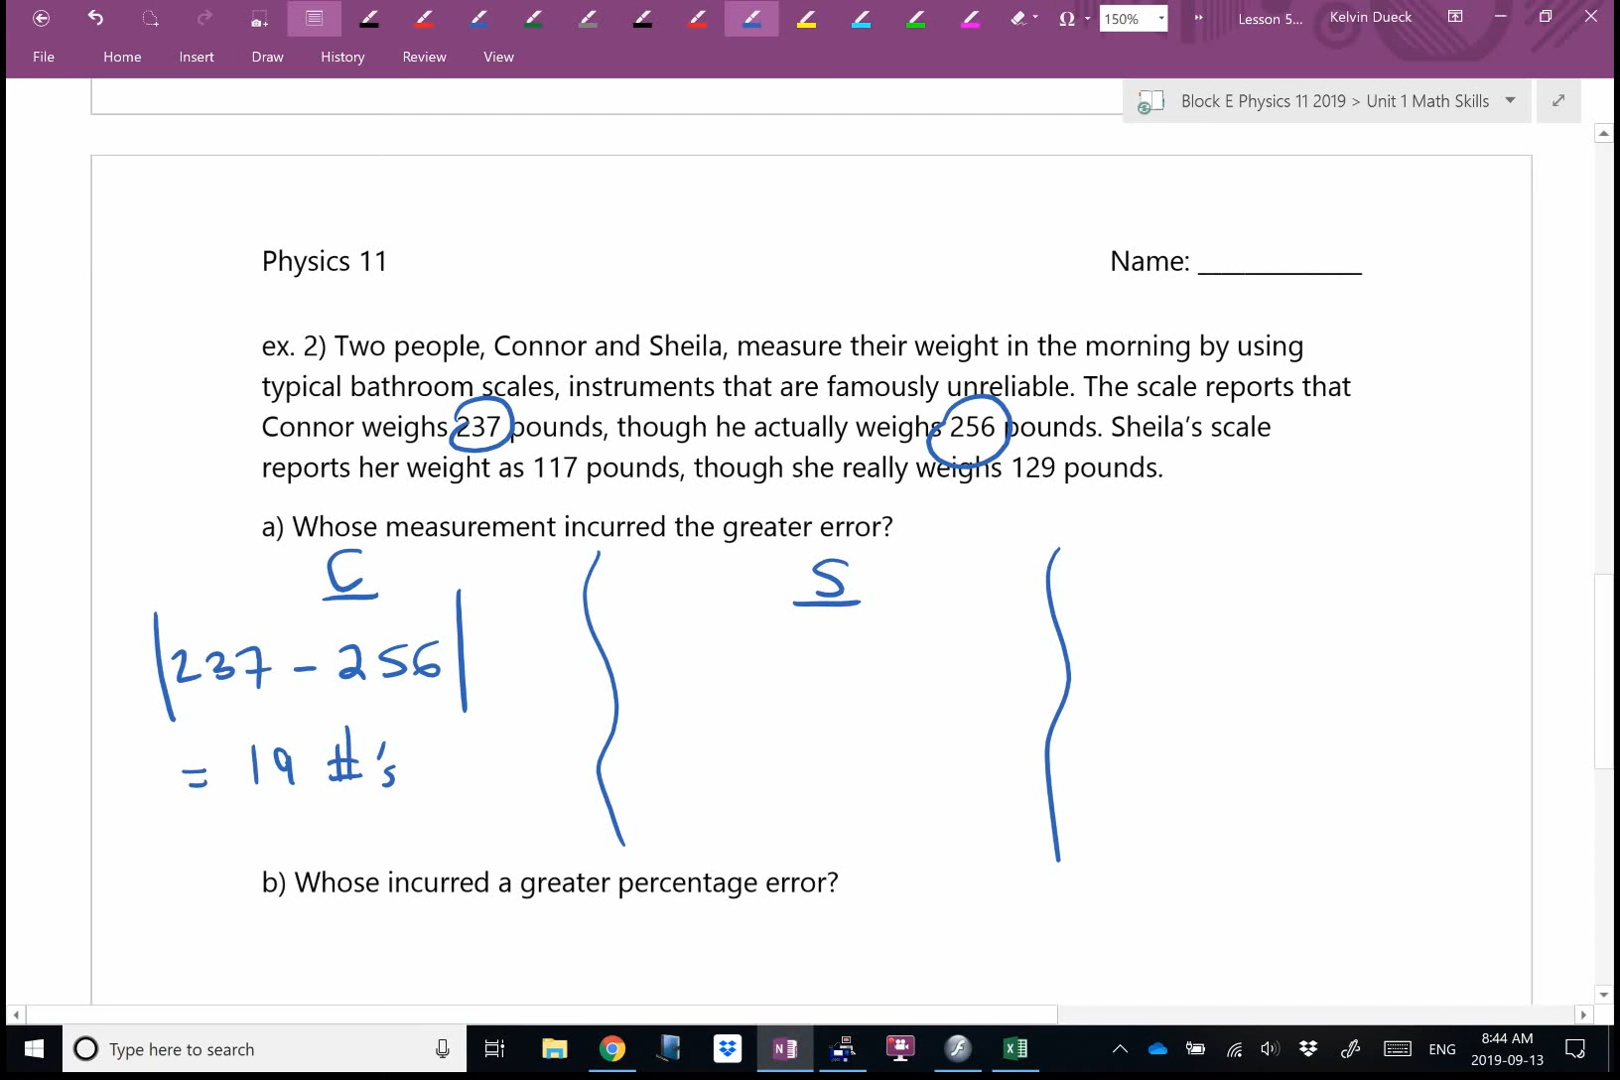 150%
Lesson 5...
Kelvin Dueck
File
Home
Insert
Draw
History
Review
View
Block E Physics 11 2019 > Unit 1 Math Skills
Physics 11
Name: ____________
ex. 2) Two people, Connor and Sheila, measure their weight in the morning by using
typical bathroom scales, instruments that are famously unreliable. The scale reports that
Connor weighs 237 pounds, though he actually weighs 256 pounds. Sheila’s scale
reports her weight as 117 pounds, though she really weighs 129 pounds.
a) Whose measurement incurred the greater error?
C
S
|237 - 256|
= 19 #'s
b) Whose incurred a greater percentage error?
Type here to search
ENG
8:44 AM
2019-09-13